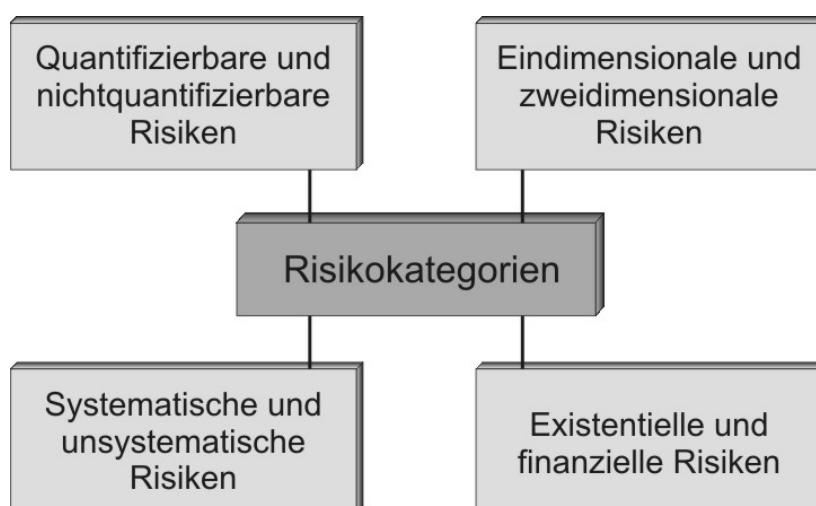 Quantifizierbare und
nichtquantifizierbare
Risiken
Eindimensionale und
zweidimensionale
Risiken
Risikokategorien
Systematische und
unsystematische
Risiken
Existentielle und
finanzielle Risiken